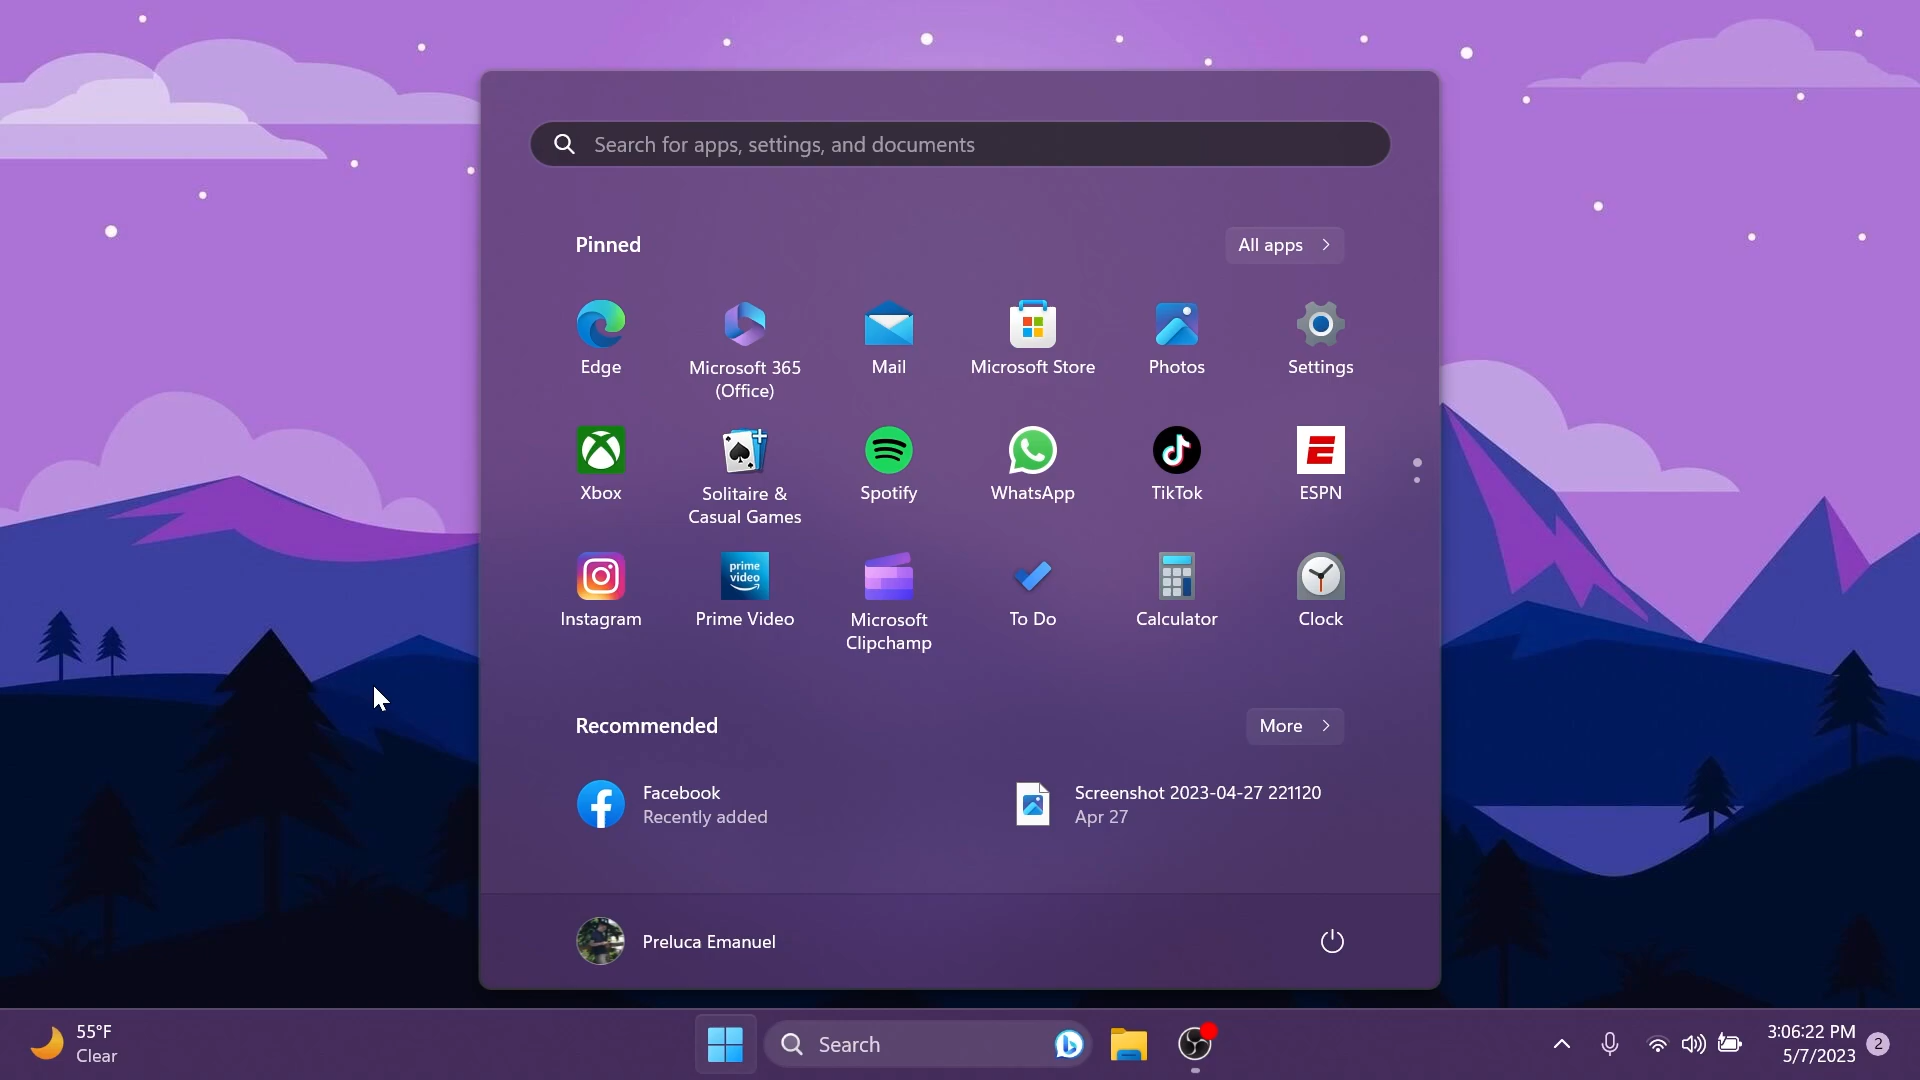 Search for apps, settings, and documents
Pinned
All apps
Edge
Microsoft 365
(Office)
Mail
Microsoft Store
Photos
Settings
Xbox
Solitaire &
Casual Games
Spotify
WhatsApp
TikTok
ESPN
Instagram
prime
video
Prime Video
Microsoft
Clipchamp
To Do
Calculator
Clock
Recommended
More
Facebook
Recently added
Screenshot 2023-04-27 221120
Apr 27
Preluca Emanuel
55°F
Clear
Search
3:06:22 PM
5/7/2023
2